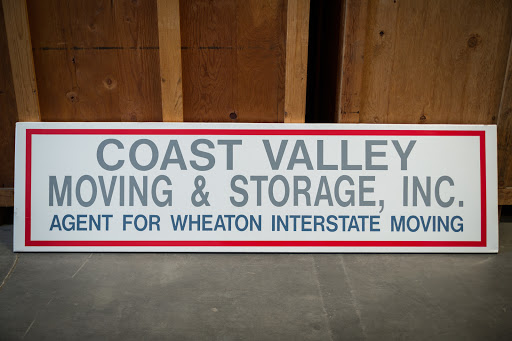 COAST VALLEY
MOVING & STORAGE, INC.
AGENT FOR WHEATON INTERSTATE MOVING